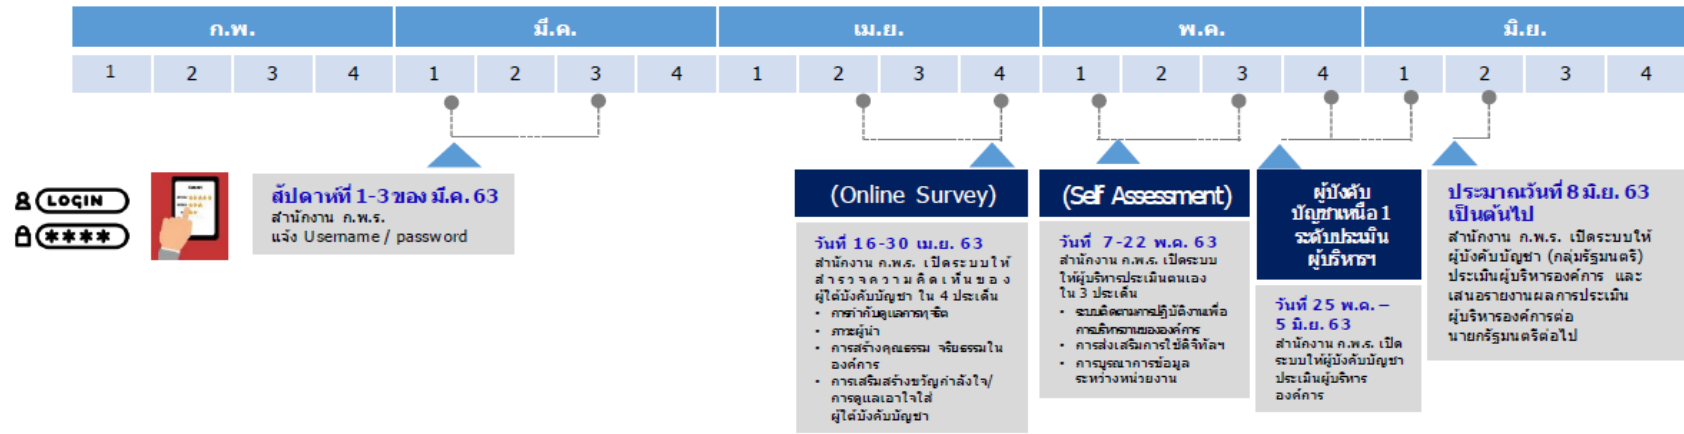 ก.พ. มี.ค. เม.ย. พ.ค. มิ.ย.
1 2 3 4 1 2 3 4 1 2 3 4 1 2 3 4 1 2 3 4
LOGIN
****
สัปดาห์ที่ 1-3 ของ มี.ค. 63
สำนักงาน ก.พ.ร.
แจ้ง Username / password
(Online Survey)
วันที่ 16-30 เม.ย. 63
สำนักงาน ก.พ.ร. เปิดระบบให้
สำรวจความคิดเห็นของ
ผู้ใต้บังคับบัญชา ใน 4 ประเด็น
• การกำกับดูแลการทุจริต
• ภาวะผู้นำ
• การสร้างคุณธรรม จริยธรรมใน
องค์การ
• การเสริมสร้างขวัญกำลังใจ/
การดูแลเอาใจใส่
ผู้ใต้บังคับบัญชา
(Self Assessment)
วันที่ 7-22 พ.ค. 63
สำนักงาน ก.พ.ร. เปิดระบบ
ให้ผู้บริหารประเมินตนเอง
ใน 3 ประเด็น
• ระบบติดตามการปฏิบัติงานเพื่อ
การบริหารงานขององค์การ
• การส่งเสริมการใช้ดิจิทัลฯ
• การบูรณาการข้อมูล
ระหว่างหน่วยงาน
ผู้บังคับ
บัญชาเหนือ 1
ระดับประเมิน
ผู้บริหารฯ
วันที่ 25 พ.ค. –
5 มิ.ย. 63
สำนักงาน ก.พ.ร. เปิด
ระบบให้ผู้บังคับบัญชา
ประเมินผู้บริหาร
องค์การ
ประมาณวันที่ 8 มิ.ย. 63
เป็นต้นไป
สำนักงาน ก.พ.ร. เปิดระบบให้
ผู้บังคับบัญชา (กลุ่มรัฐมนตรี)
ประเมินผู้บริหารองค์การ และ
เสนอรายงานผลการประเมิน
ผู้บริหารองค์การต่อ
นายกรัฐมนตรีต่อไป